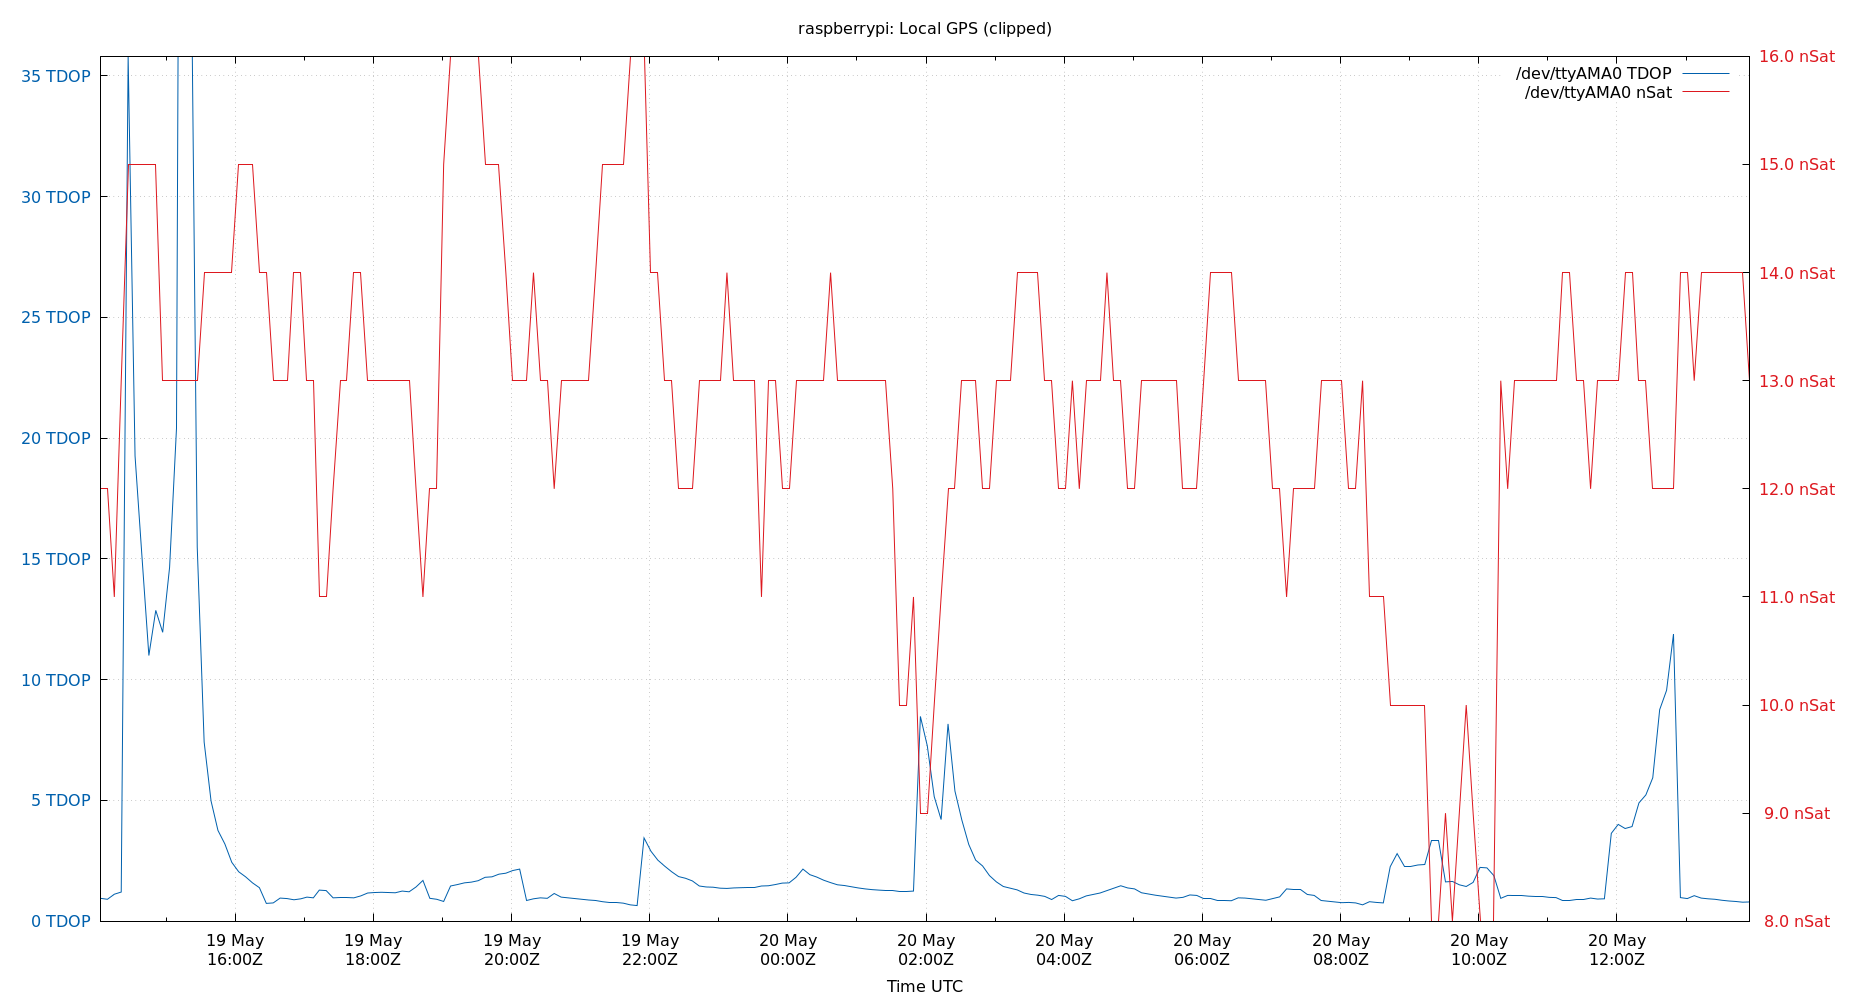 raspberrypi: Local GPS (clipped)
/dev/ttyAMA0 TDOP
/dev/ttyAMA0 nSat
35 TDOP
30 TDOP
25 TDOP
20 TDOP
15 TDOP
10 TDOP
5 TDOP
0 TDOP
16.0 nSat
15.0 nSat
14.0 nSat
13.0 nSat
12.0 nSat
11.0 nSat
10.0 nSat
9.0 nSat
8.0 nSat
19 May
16:00Z
19 May
18:00Z
19 May
20:00Z
19 May
22:00Z
20 May
00:00Z
20 May
02:00Z
20 May
04:00Z
20 May
06:00Z
20 May
08:00Z
20 May
10:00Z
20 May
12:00Z
Time UTC